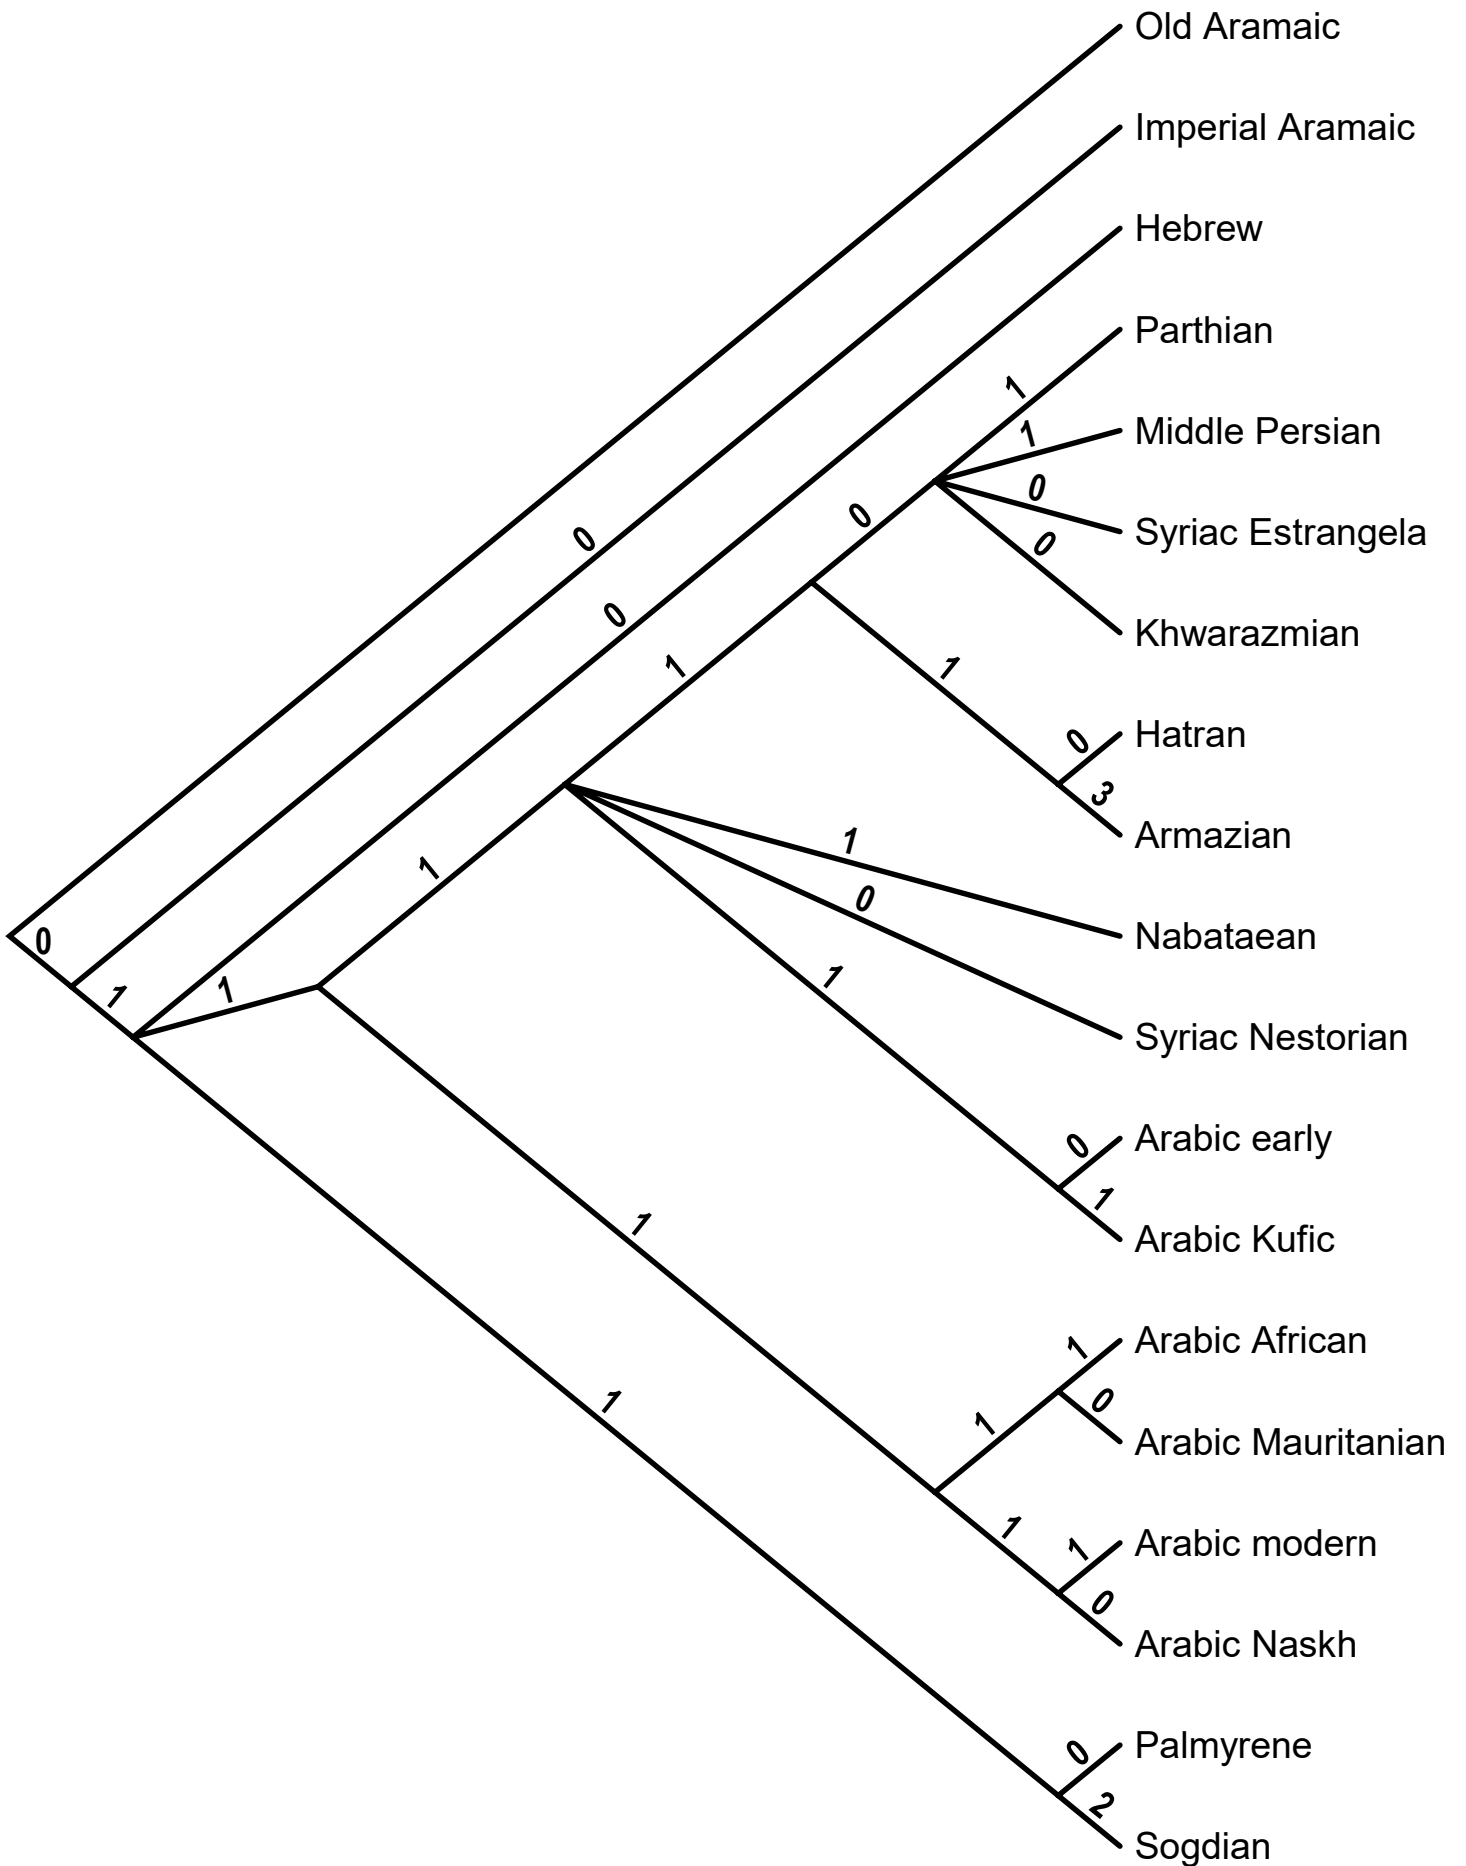 Old Aramaic
Imperial Aramaic
Hebrew
Parthian
1
Middle Persian
1
0
Syriac Estrangela
0
0
0
0
Khwarazmian
0
1
1
Hatran
0
3
Armazian
1
1
0
Nabataean
0
1
1
1
Syriac Nestorian
0
Arabic early
1
Arabic Kufic
1
Arabic African
1
0
1
Arabic Mauritanian
1
1
1
Arabic modern
0
Arabic Naskh
0
Palmyrene
2
Sogdian